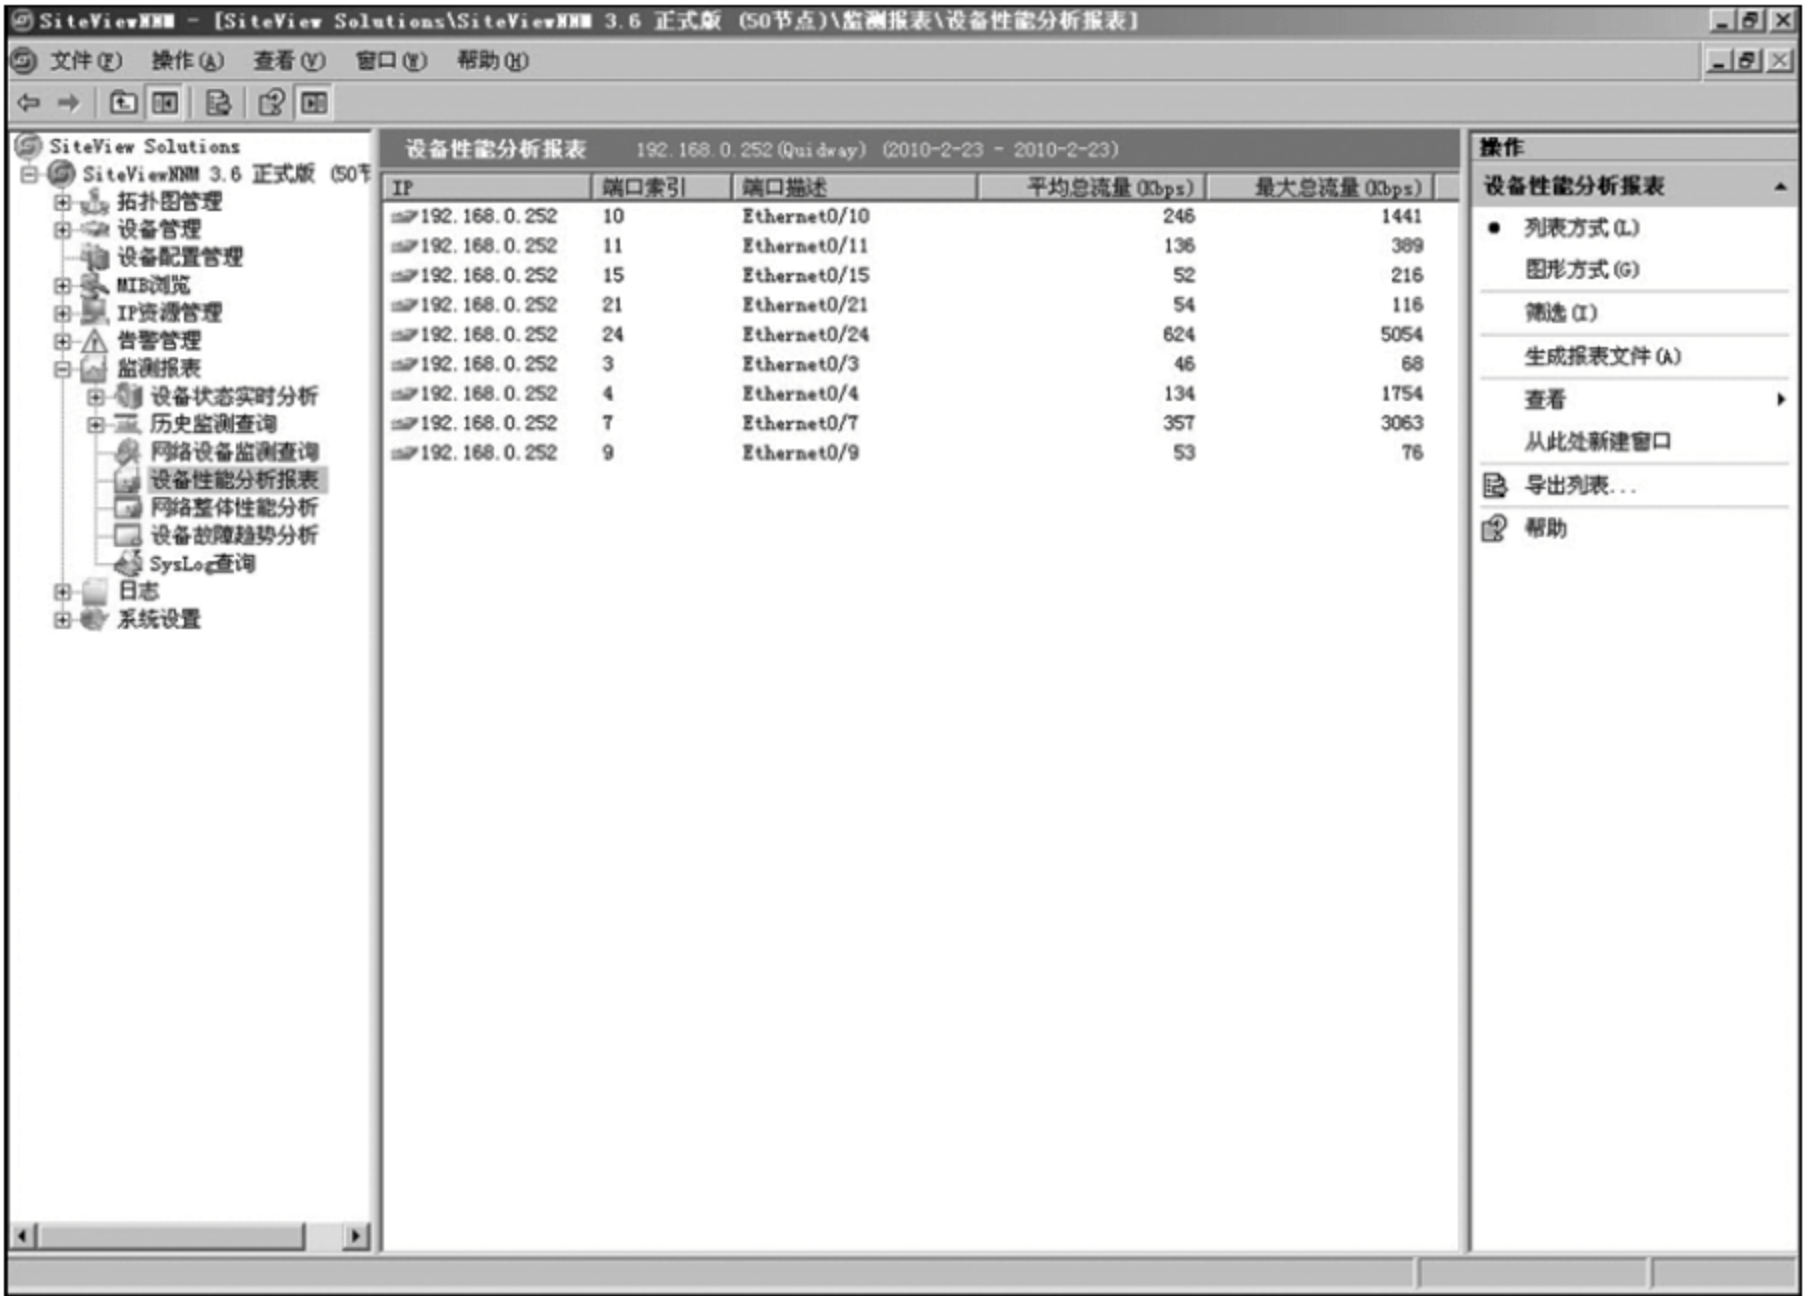 SiteViewNNM - [SiteView Solutions\SiteViewNNM 3.6 正式版 (50节点)\监测报表\设备性能分析报表]
文件(F) 操作(A) 查看(V) 窗口(W) 帮助(H)
SiteView Solutions
SiteViewNNM 3.6 正式版 (50节
拓扑图管理
设备管理
设备配置管理
MIB浏览
IP资源管理
告警管理
监测报表
设备状态实时分析
历史监测查询
网络设备监测查询
设备性能分析报表
网络整体性能分析
设备故障趋势分析
SysLog查询
日志
系统设置
设备性能分析报表 192.168.0.252(Quidway) (2010-2-23 - 2010-2-23)
IP 端口索引 端口描述 平均总流量(Kbps) 最大总流量(Kbps)
192.168.0.252 10 Ethernet0/10 246 1441
192.168.0.252 11 Ethernet0/11 136 389
192.168.0.252 15 Ethernet0/15 52 216
192.168.0.252 21 Ethernet0/21 54 116
192.168.0.252 24 Ethernet0/24 624 5054
192.168.0.252 3 Ethernet0/3 46 68
192.168.0.252 4 Ethernet0/4 134 1754
192.168.0.252 7 Ethernet0/7 357 3063
192.168.0.252 9 Ethernet0/9 53 76
操作
设备性能分析报表
列表方式(L)
图形方式(G)
筛选(I)
生成报表文件(A)
查看
从此处新建窗口
导出列表...
帮助